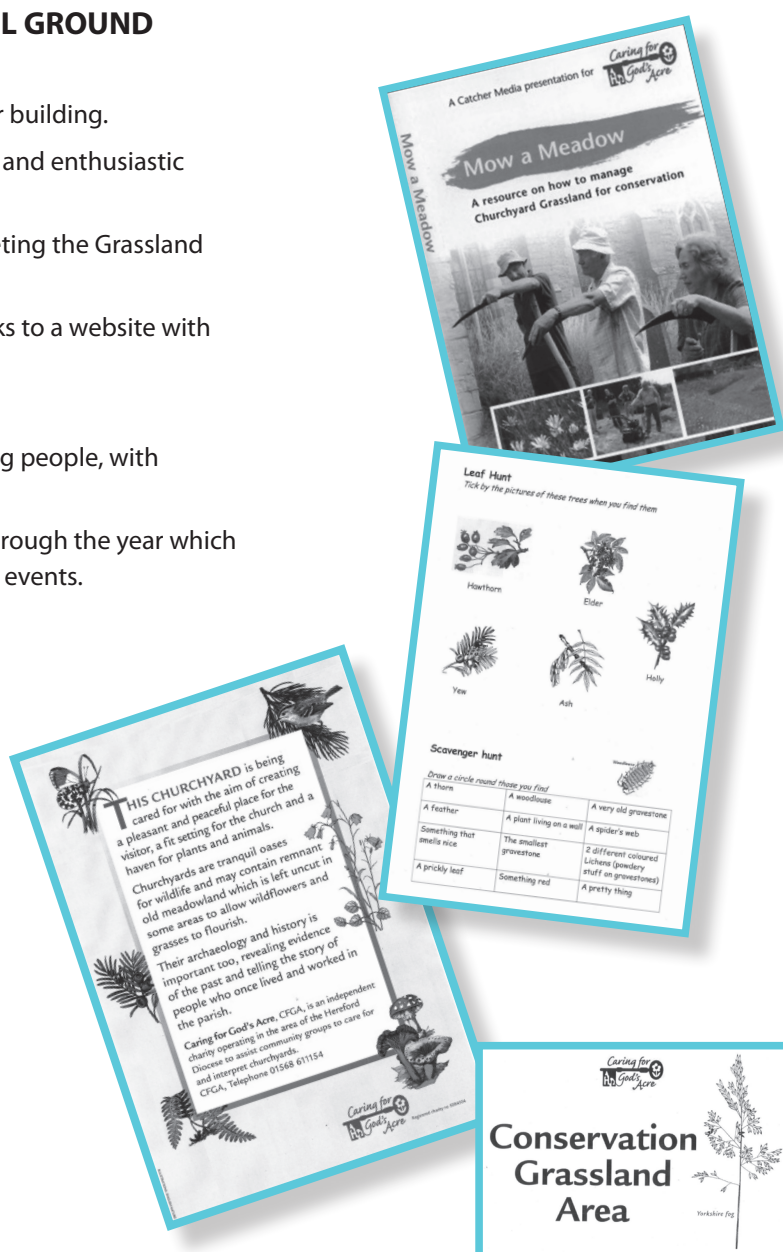 L GROUND
r building.
and enthusiastic
eting the Grassland
ks to a website with
g people, with
rough the year which
events.
A Catcher Media presentation for
Caring for
God's
Acre
Mow a Meadow
Mow a Meadow
A resource on how to manage
Churchyard Grassland for conservation
Leaf Hunt
Tick by the pictures of these trees when you find them
Hawthorn
Elder
Yew
Ash
Holly
Scavenger hunt
Woodlouse
Draw a circle round those you find
A thorn
A woodlouse
A very old gravestone
A feather
A plant living on a wall
A spider's web
Something that
smells nice
The smallest
gravestone
2 different coloured
Lichens (powdery
stuff on gravestones)
A prickly leaf
Something red
A pretty thing
THIS CHURCHYARD is being
cared for with the aim of creating
a pleasant and peaceful place for the
visitor, a fit setting for the church and a
haven for plants and animals.
Churchyards are tranquil oases
for wildlife and may contain remnant
old meadowland which is left uncut in
some areas to allow wildflowers and
grasses to flourish.
Their archaeology and history is
important too, revealing evidence
of the past and telling the story of
people who once lived and worked in
the parish.
Caring for God's Acre, CFGA, is an independent
charity operating in the area of the Hereford
Diocese to assist community groups to care for
and interpret churchyards.
CFGA, Telephone 01568 611154
Caring for
God's
Acre
Registered charity no
Caring for
God's
Acre
Conservation
Grassland
Area
Yorkshire fog